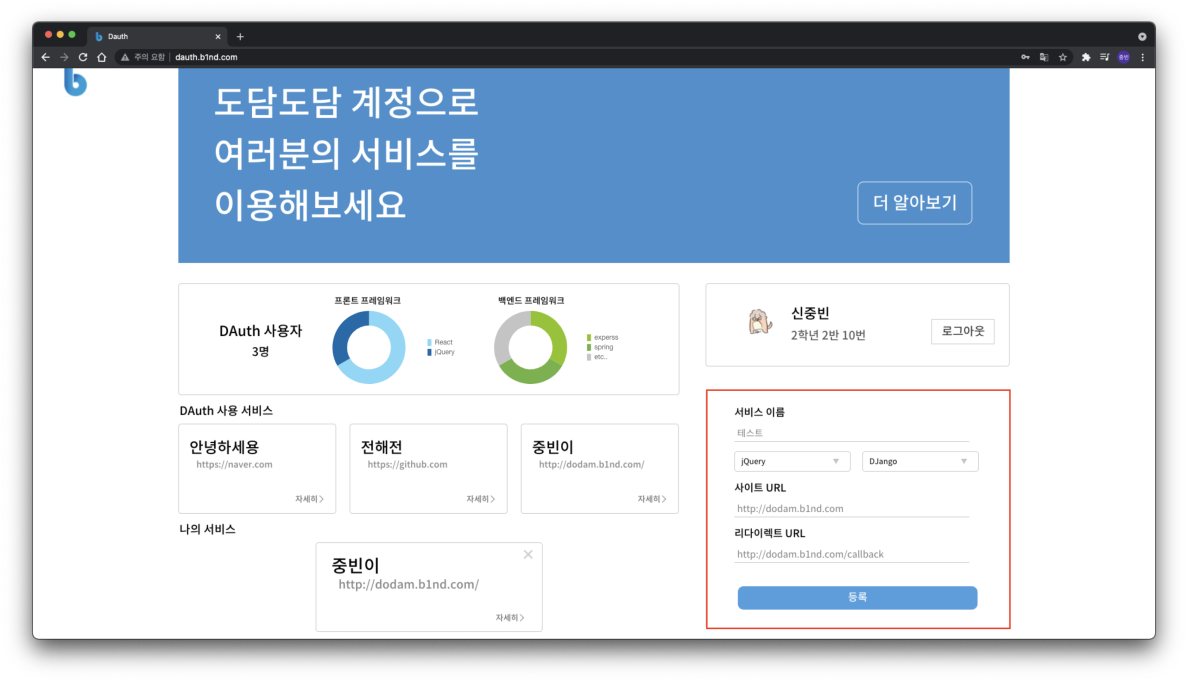 Dauth
주의 요함
dauth.b1nd.com
중빈
b
도담도담 계정으로
여러분의 서비스를
이용해보세요
더 알아보기
DAuth 사용자
3명
프론트 프레임워크
React
jQuery
백엔드 프레임워크
experss
spring
etc..
신중빈
2학년 2반 10번
로그아웃
DAuth 사용 서비스
안녕하세용
https://naver.com
자세히
전해전
https://github.com
자세히
중빈이
http://dodam.b1nd.com/
자세히
나의 서비스
중빈이
http://dodam.b1nd.com/
자세히
서비스 이름
테스트
jQuery
DJango
사이트 URL
http://dodam.b1nd.com
리다이렉트 URL
http://dodam.b1nd.com/callback
등록